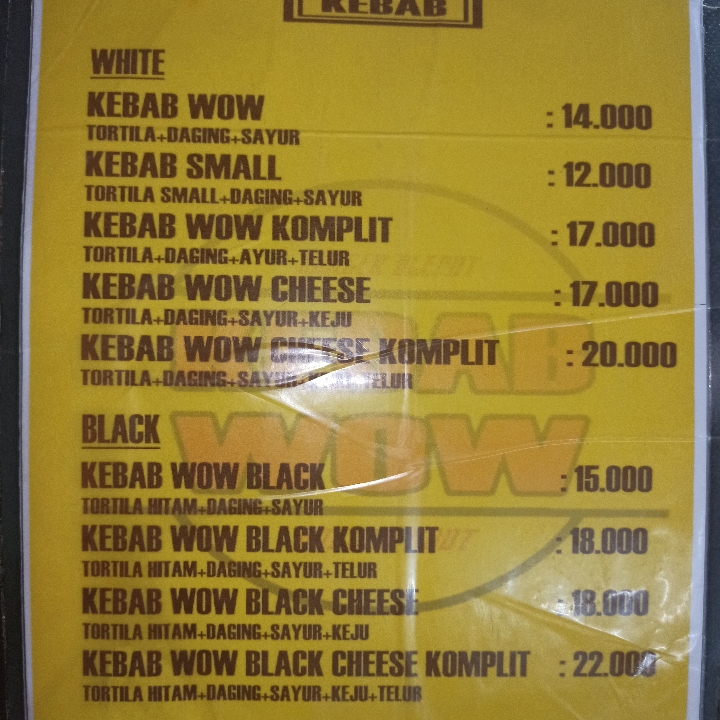 KEBAB
WHITE
KEBAB WOW : 14.000
TORTILA+DAGING+SAYUR
KEBAB SMALL : 12.000
TORTILA SMALL+DAGING+SAYUR
KEBAB WOW KOMPLIT : 17.000
TORTILA+DAGING+AYUR+TELUR
KEBAB WOW CHEESE : 17.000
TORTILA+DAGING+SAYUR+KEJU
KEBAB WOW CHEESE KOMPLIT : 20.000
TORTILA+DAGING+SAYUR+KEJU+TELUR
KEBAB
WOW
BLACK
KEBAB WOW BLACK : 15.000
TORTILA HITAM+DAGING+SAYUR
KEBAB WOW BLACK KOMPLIT : 18.000
TORTILA HITAM+DAGING+SAYUR+TELUR
KEBAB WOW BLACK CHEESE : 18.000
TORTILA HITAM+DAGING+SAYUR+KEJU
KEBAB WOW BLACK CHEESE KOMPLIT : 22.000
TORTILA HITAM+DAGING+SAYUR+KEJU+TELUR